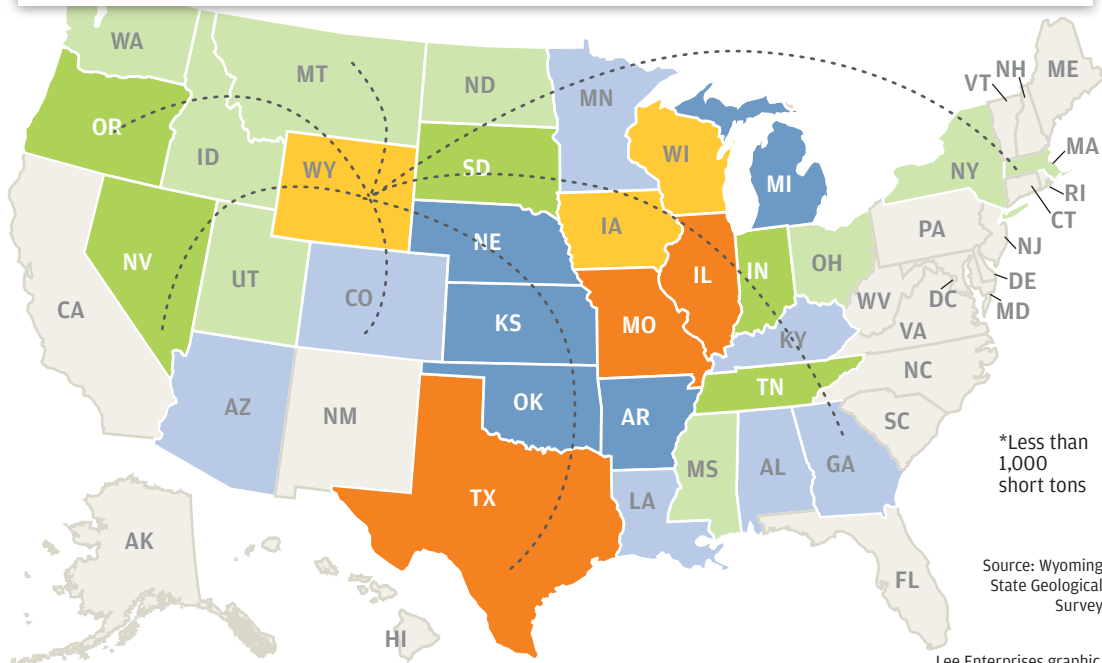 WA
MT
ND
MN
VT
NH
ME
OR
ID
WY
SD
WI
MI
NY
MA
RI
CT
NV
UT
CO
NE
IA
IL
IN
OH
PA
NJ
DE
MD
DC
WV
VA
CA
KS
MO
KY
NC
AZ
NM
OK
AR
TN
SC
TX
LA
MS
AL
GA
*Less than
1,000
short tons
AK
HI
FL
Source: Wyoming
State Geological
Survey
Lee Enterprises graphic